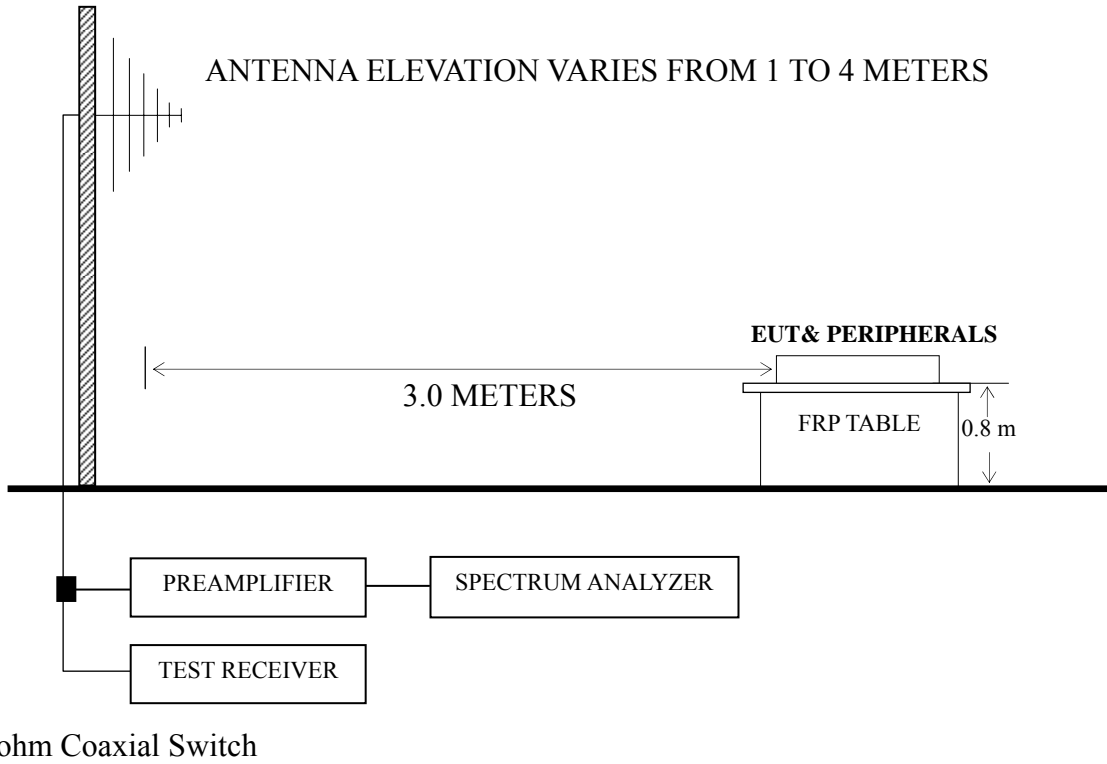 ANTENNA ELEVATION VARIES FROM 1 TO 4 METERS
EUT& PERIPHERALS
3.0 METERS
FRP TABLE
0.8 m
PREAMPLIFIER
SPECTRUM ANALYZER
TEST RECEIVER
ohm Coaxial Switch